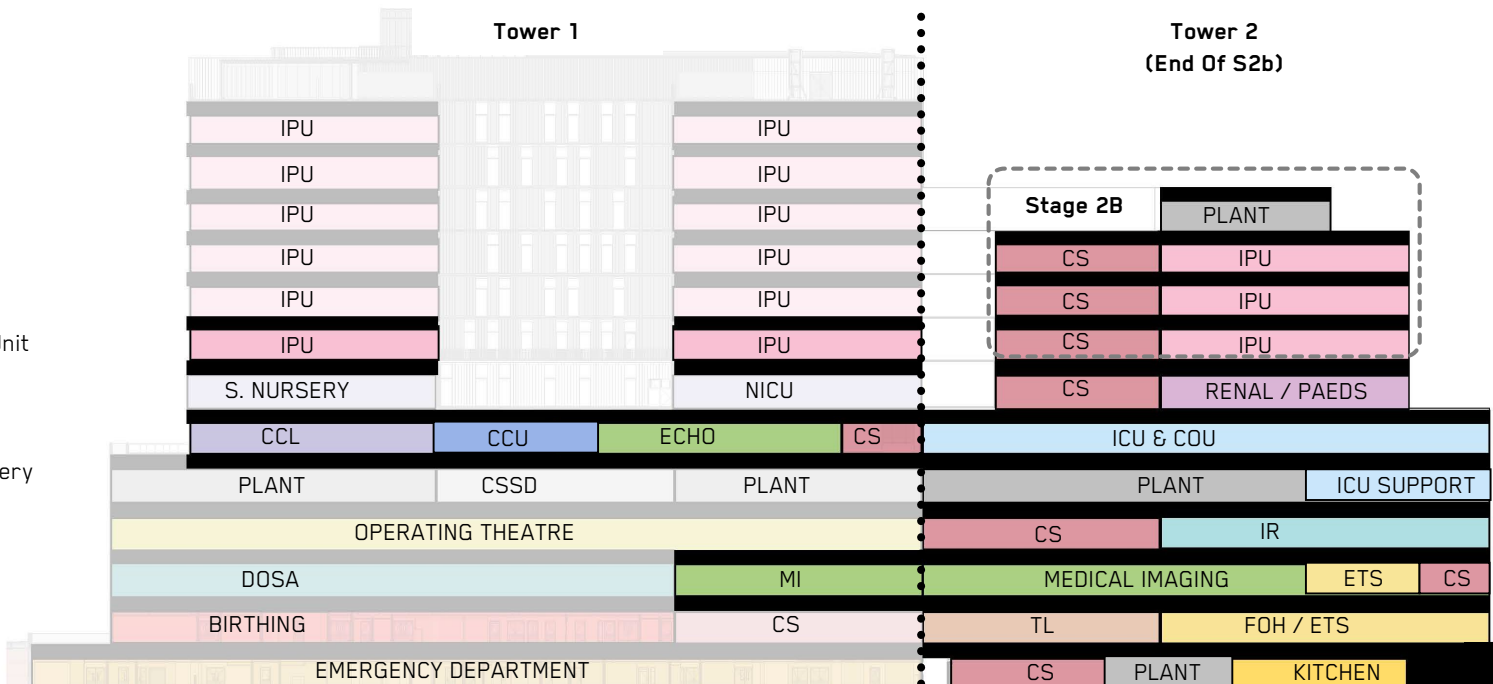 Tower 1
Tower 2
(End Of S2b)
IPU IPU
IPU IPU
IPU IPU Stage 2B PLANT
IPU IPU CS IPU
IPU IPU CS IPU
IPU IPU CS IPU
S. NURSERY NICU CS RENAL / PAEDS
CCL CCU ECHO CS ICU & COU
PLANT CSSD PLANT PLANT ICU SUPPORT
OPERATING THEATRE CS IR
DOSA MI MEDICAL IMAGING ETS CS
BIRTHING CS TL FOH / ETS
EMERGENCY DEPARTMENT CS PLANT KITCHEN